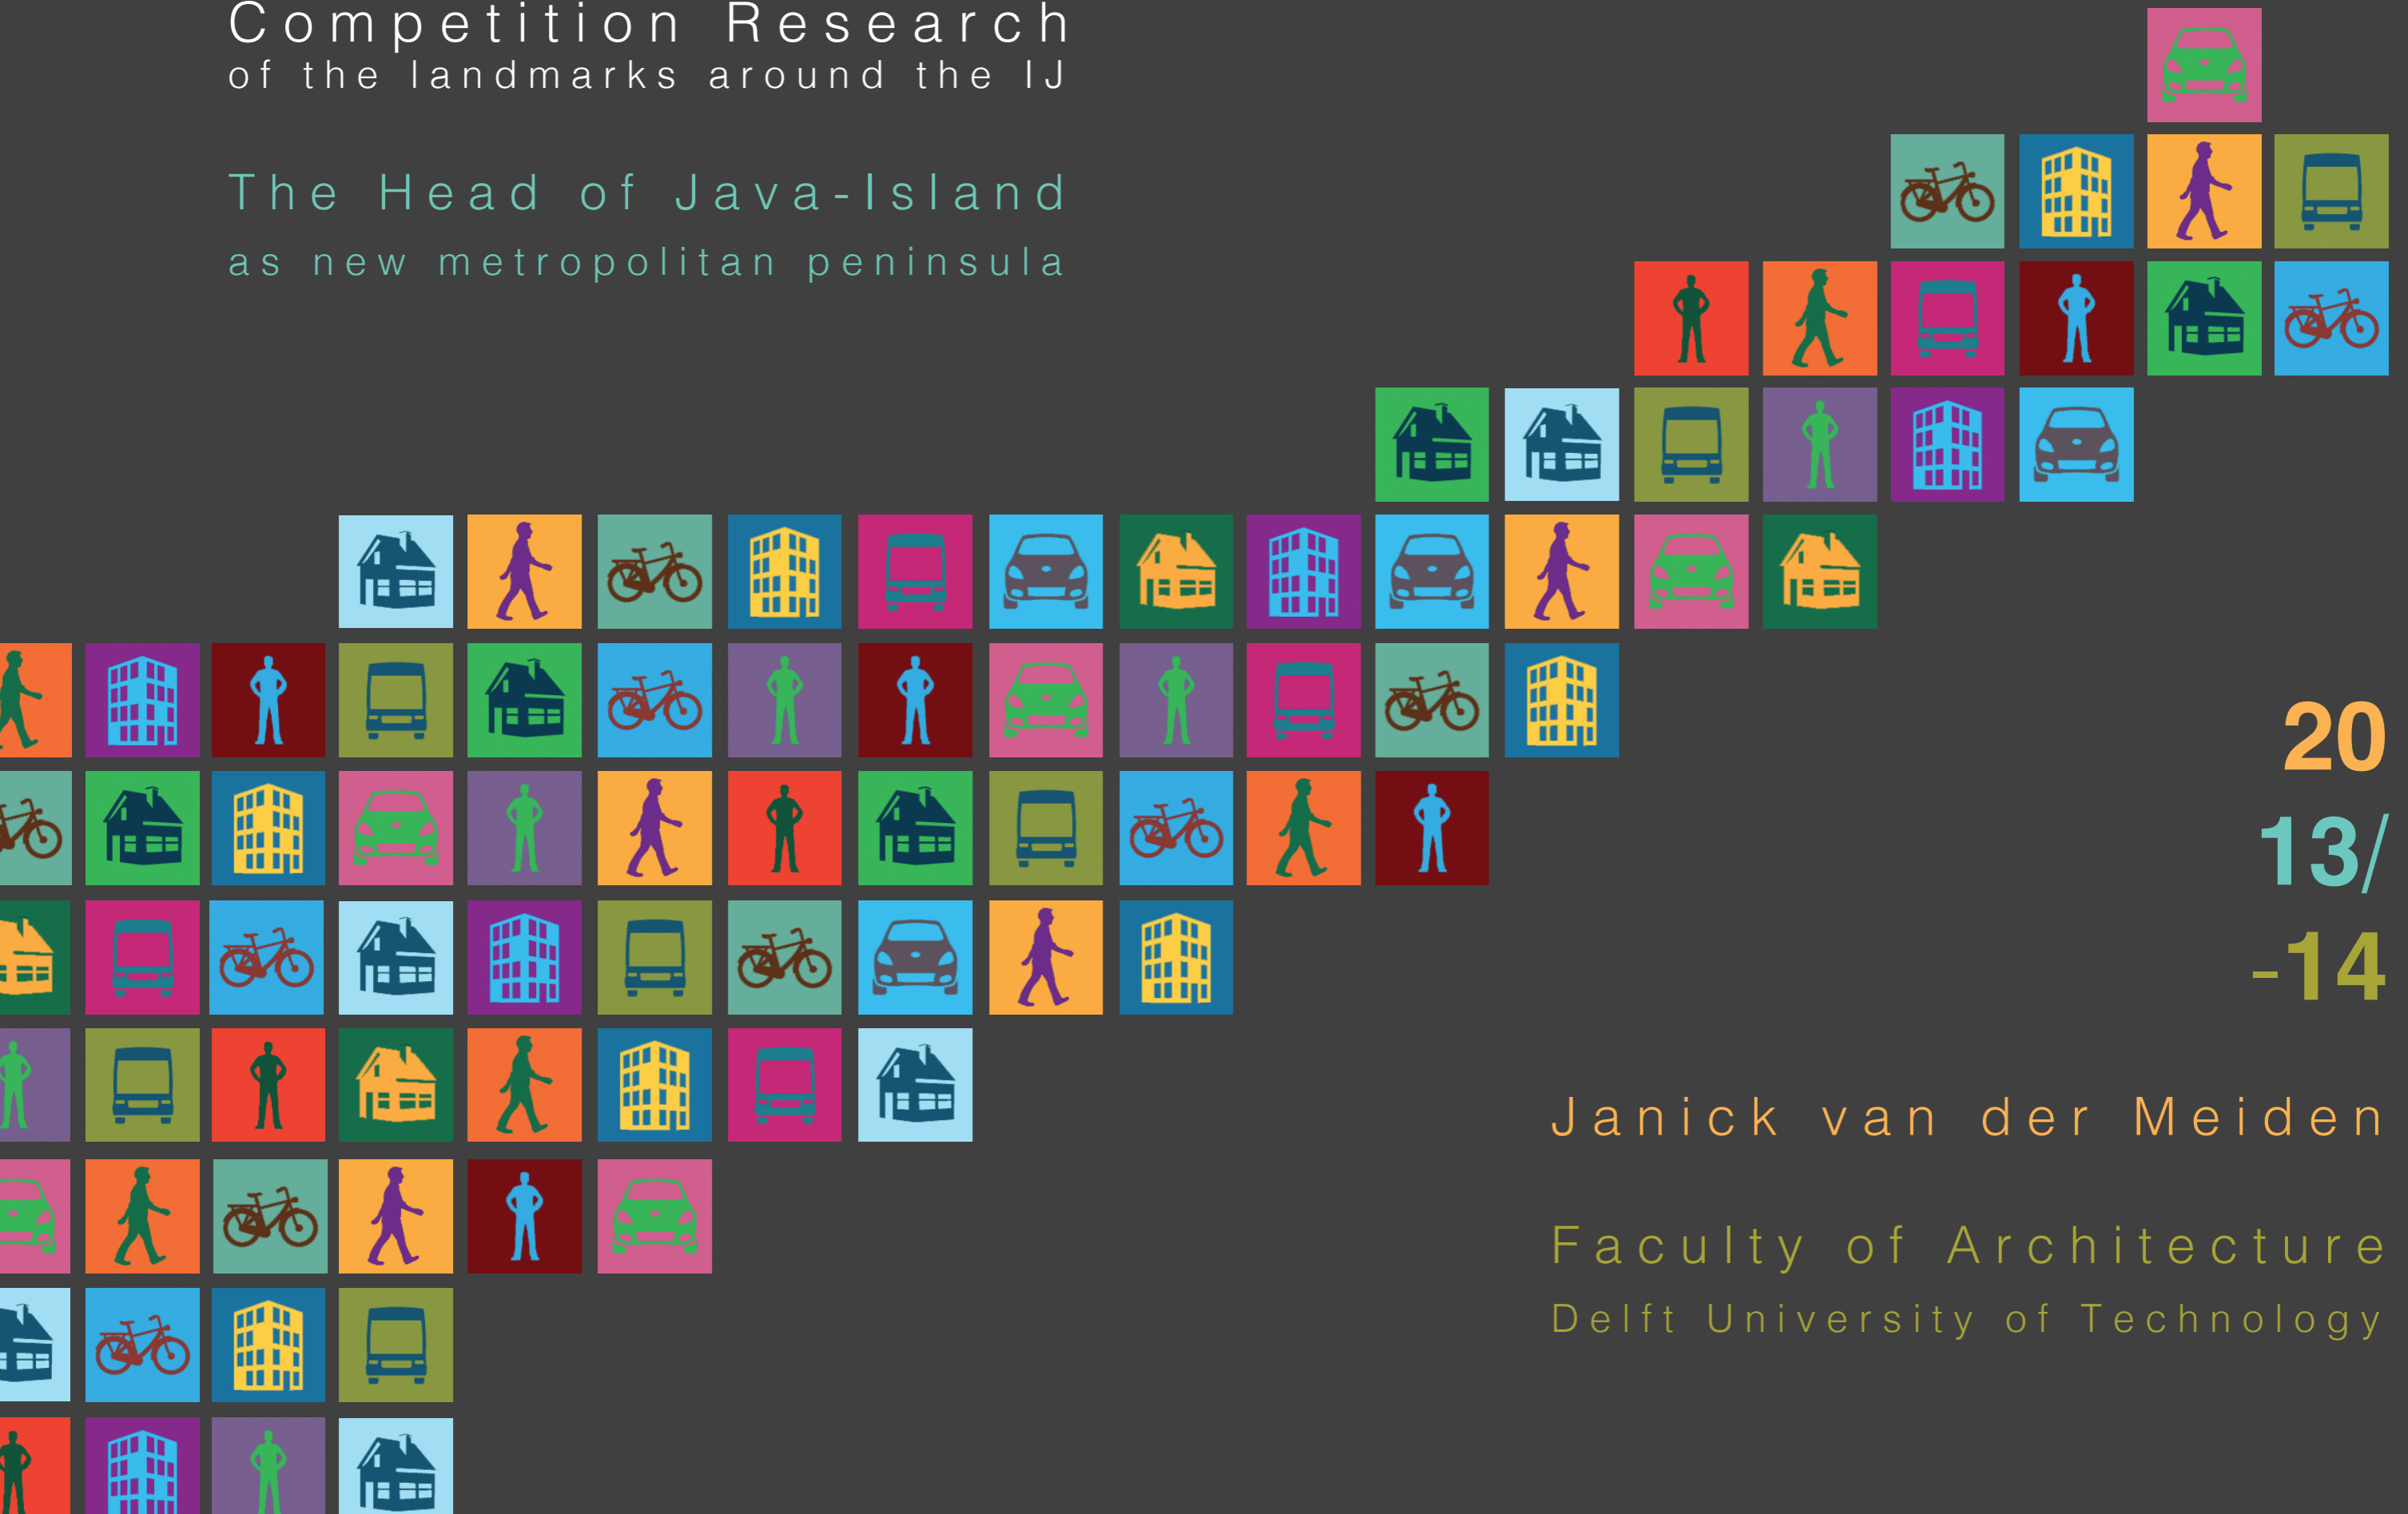 Competition Research
of the landmarks around the IJ
The Head of Java-Island
as new metropolitan peninsula
20
13/
-14
Janick van der Meiden
Faculty of Architecture
Delft University of Technology